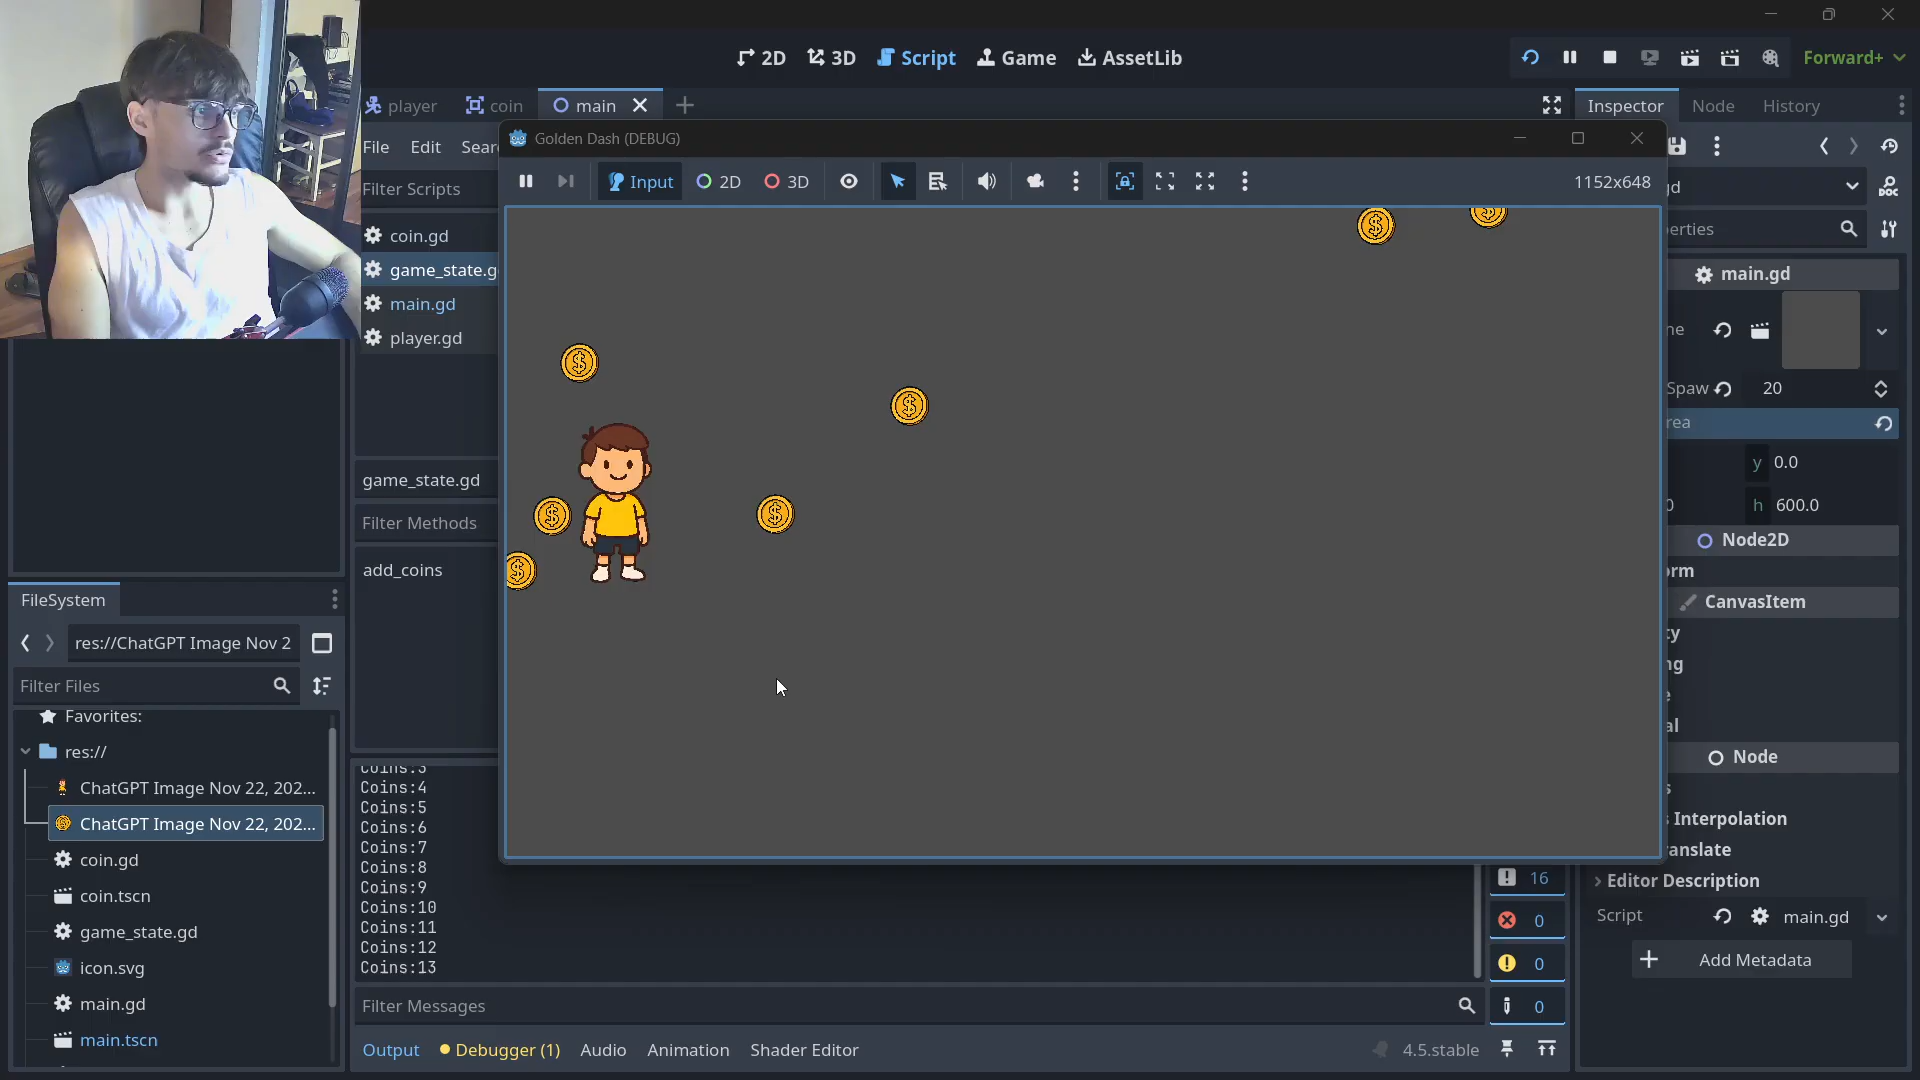 2D
3D
Script
Game
AssetLib
Forward+
player
coin
main
Inspector
Node
History
File
Edit
Golden Dash (DEBUG)
Input
2D
3D
1152x648
Filter Scripts
coin.gd
main.gd
player.gd
game_state.gd
Filter Methods
add_coins
main.gd
20
y 0.0
h 600.0
Node2D
CanvasItem
Node
Interpolation
Editor Description
Script
main.gd
Add Metadata
FileSystem
res://ChatGPT Image Nov 2
Filter Files
Favorites:
res://
ChatGPT Image Nov 22, 202...
ChatGPT Image Nov 22, 202...
coin.gd
coin.tscn
game_state.gd
icon.svg
main.gd
main.tscn
Coins:3
Coins:4
Coins:5
Coins:6
Coins:7
Coins:8
Coins:9
Coins:10
Coins:11
Coins:12
Coins:13
16
0
0
0
Filter Messages
Output
Debugger (1)
Audio
Animation
Shader Editor
4.5.stable